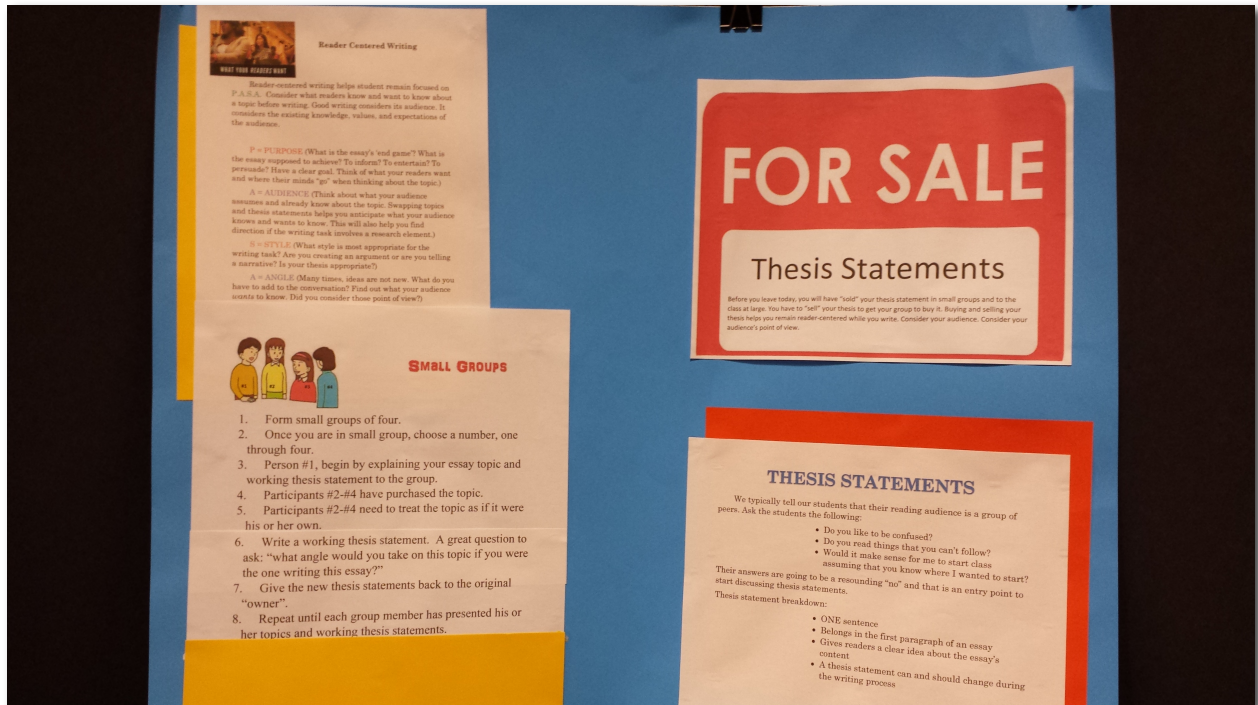 WHAT YOUR READERS WANT
Reader Centered Writing
Reader-centered writing helps student remain focused on
P.A.S.A. Consider what readers know and want to know about
a topic before writing. Good writing considers its audience. It
considers the existing knowledge, values, and expectations of
the audience.
P = PURPOSE (What is the essay's 'end game'? What is
the essay supposed to achieve? To inform? To entertain? To
persuade? Have a clear goal. Think of what your readers want
and where their minds "go" when thinking about the topic.)
A = AUDIENCE (Think about what your audience
assumes and already know about the topic. Swapping topics
and thesis statements helps you anticipate what your audience
knows and wants to know. This will also help you find
direction if the writing task involves a research element.)
S = STYLE (What style is most appropriate for the
writing task? Are you creating an argument or are you telling
a narrative? Is your thesis appropriate?)
A = ANGLE (Many times, ideas are not new. What do you
have to add to the conversation? Find out what your audience
wants to know. Did you consider those point of view?)
#1
#2
#3
#4
SMALL GROUPS
1. Form small groups of four.
2. Once you are in small group, choose a number, one
through four.
3. Person #1, begin by explaining your essay topic and
working thesis statement to the group.
4. Participants #2-#4 have purchased the topic.
5. Participants #2-#4 need to treat the topic as if it were
his or her own.
6. Write a working thesis statement. A great question to
ask: "what angle would you take on this topic if you were
the one writing this essay?"
7. Give the new thesis statements back to the original
"owner".
8. Repeat until each group member has presented his or
her topics and working thesis statements.
FOR SALE
Thesis Statements
Before you leave today, you will have "sold" your thesis statement in small groups and to the
class at large. You have to "sell" your thesis to get your group to buy it. Buying and selling your
thesis helps you remain reader-centered while you write. Consider your audience. Consider your
audience's point of view.
THESIS STATEMENTS
We typically tell our students that their reading audience is a group of
peers. Ask the students the following:
• Do you like to be confused?
• Do you read things that you can't follow?
• Would it make sense for me to start class
assuming that you know where I wanted to start?
Their answers are going to be a resounding "no" and that is an entry point to
start discussing thesis statements.
Thesis statement breakdown:
• ONE sentence
• Belongs in the first paragraph of an essay
• Gives readers a clear idea about the essay's
content
• A thesis statement can and should change during
the writing process